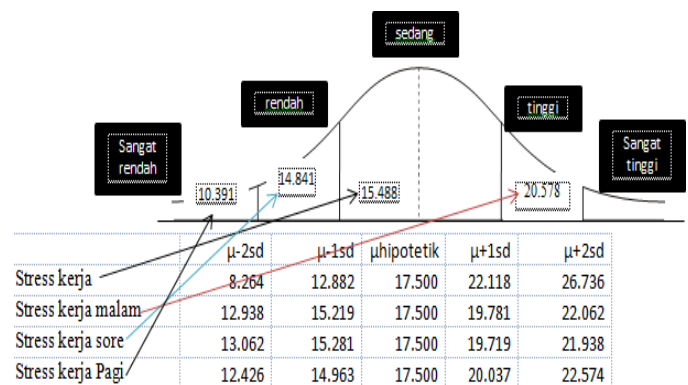 sedang
rendah
tinggi
Sangat
rendah
Sangat
tinggi
10.391
14.841
15.488
20.578
μ-2sd μ-1sd μhipotetik μ+1sd μ+2sd
Stress kerja 8.264 12.882 17.500 22.118 26.736
Stress kerja malam 12.938 15.219 17.500 19.781 22.062
Stress kerja sore 13.062 15.281 17.500 19.719 21.938
Stress kerja Pagi 12.426 14.963 17.500 20.037 22.574